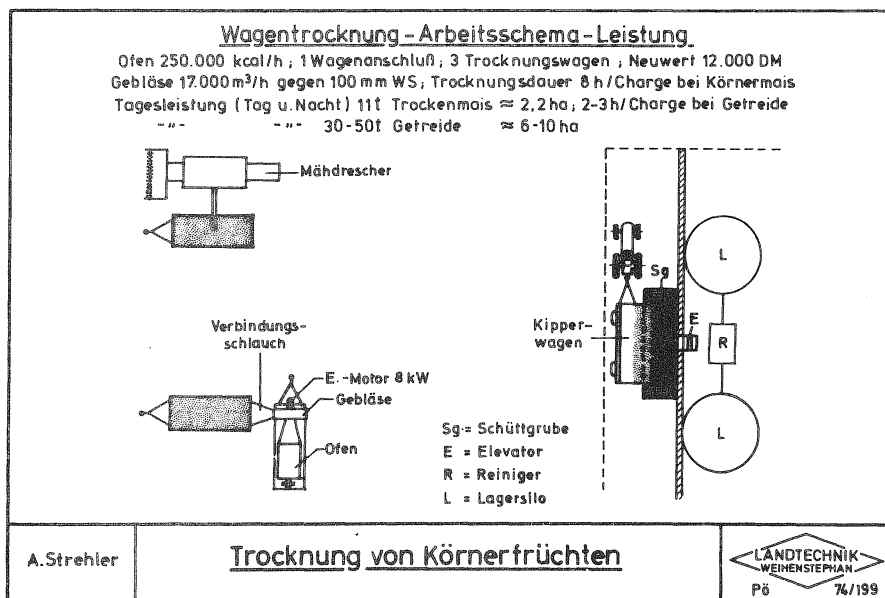 Wagentrocknung - Arbeitsschema - Leistung
Ofen 250.000 kcal/h ; 1 Wagenanschluß ; 3 Trocknungswagen ; Neuwert 12.000 DM
Gebläse 17.000 m³/h gegen 100 mm WS ; Trocknungsdauer 8 h/Charge bei Körnermais
Tagesleistung (Tag u. Nacht) 11t Trockenmais ≈ 2,2 ha ; 2-3h/Charge bei Getreide
-"- -"- 30-50t Getreide ≈ 6-10 ha
Mähdrescher
Verbindungs-
schlauch
E.-Motor 8 kW
Gebläse
Ofen
Sg
L
Kipper-
wagen
E
R
L
Sg = Schüttgrube
E = Elevator
R = Reiniger
L = Lagersilo
A. Strehler
Trocknung von Körnerfrüchten
LANDTECHNIK
WEIHENSTEPHAN
Pö 74/199